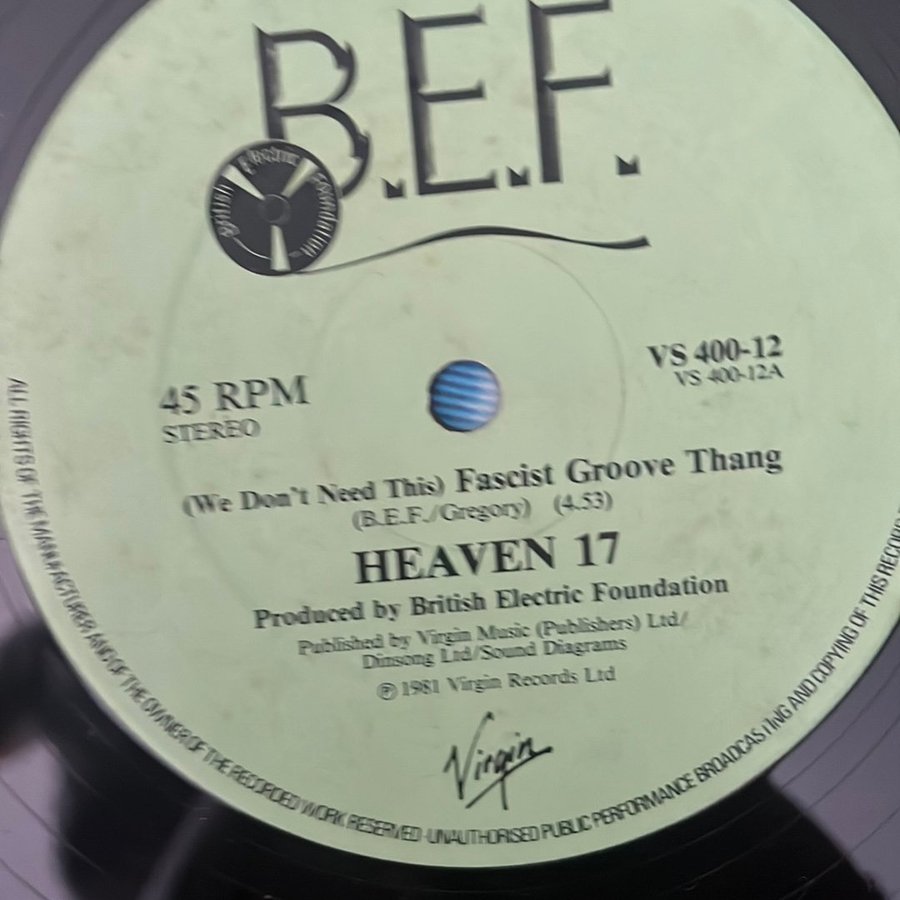 B.E.F.
British Electric Foundation
45 RPM
STEREO
VS 400-12
VS 400-12A
(We Don't Need This) Fascist Groove Thang
(B.E.F./Gregory) (4.53)
HEAVEN 17
Produced by British Electric Foundation
Published by Virgin Music (Publishers) Ltd/
Dinsong Ltd/Sound Diagrams
℗ 1981 Virgin Records Ltd
Virgin
ALL RIGHTS OF THE MANUFACTURER AND OF THE OWNER OF THE RECORDED WORK RESERVED · UNAUTHORISED PUBLIC PERFORMANCE BROADCASTING AND COPYING OF THIS RECORD